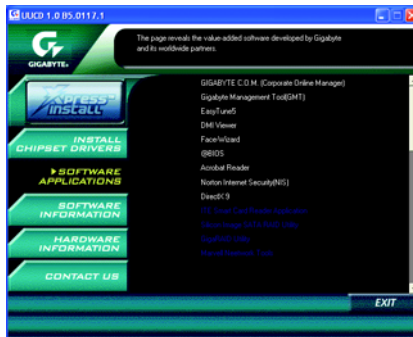 UUCD 1.0 B5.0117.1
GIGABYTE
The page reveals the value-added software developed by Gigabyte
and its worldwide partners.
Xpress
INSTALL
INSTALL
CHIPSET DRIVERS
SOFTWARE
APPLICATIONS
SOFTWARE
INFORMATION
HARDWARE
INFORMATION
CONTACT US
GIGABYTE C.O.M. (Corporate Online Manager)
Gigabyte Management Tool(GMT)
EasyTune5
DMI Viewer
Face-Wizard
@BIOS
Acrobat Reader
Norton Internet Security(NIS)
DirectX 9
EXIT